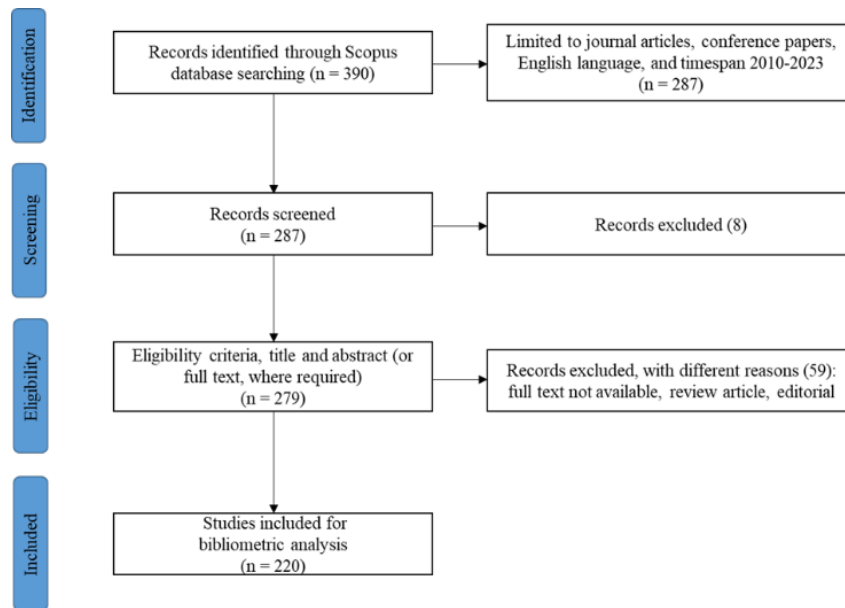 Identification
Records identified through Scopus
database searching (n = 390)
Limited to journal articles, conference papers,
English language, and timespan 2010-2023
(n = 287)
Screening
Records screened
(n = 287)
Records excluded (8)
Eligibility
Eligibility criteria, title and abstract (or
full text, where required)
(n = 279)
Records excluded, with different reasons (59):
full text not available, review article, editorial
Included
Studies included for
bibliometric analysis
(n = 220)